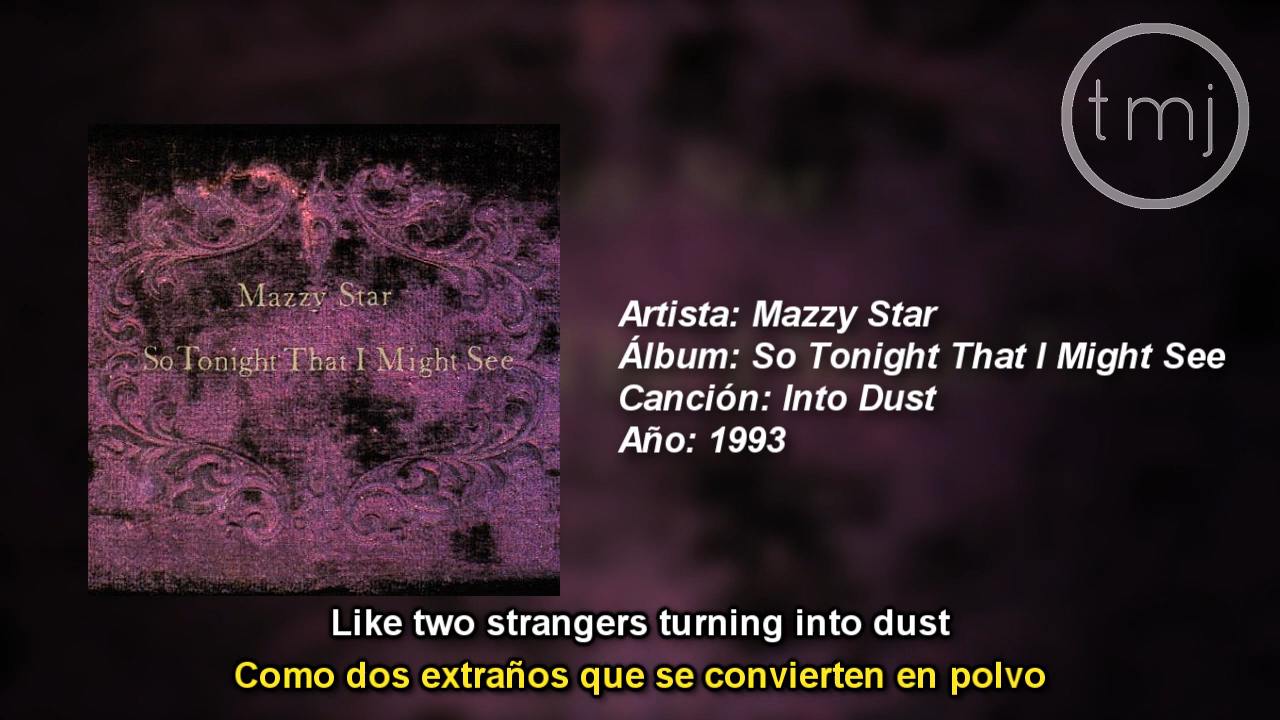 tmj
Mazzy Star
So Tonight That I Might See
Artista: Mazzy Star
Álbum: So Tonight That I Might See
Canción: Into Dust
Año: 1993
Like two strangers turning into dust
Como dos extraños que se convierten en polvo